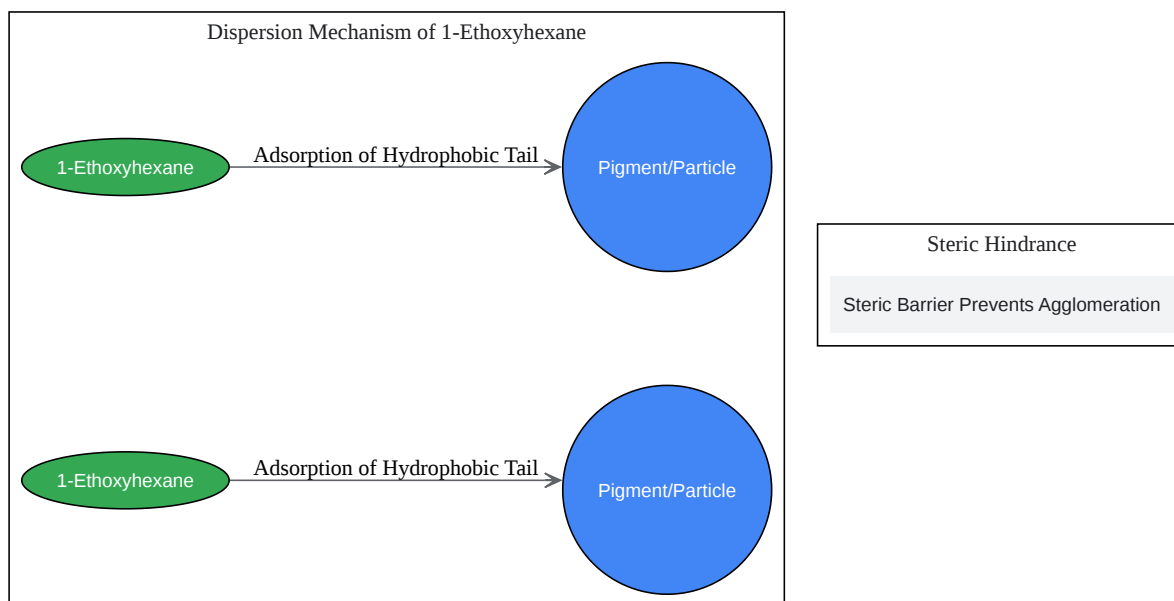 Dispersion Mechanism of 1-Ethoxyhexane
1-Ethoxyhexane
Adsorption of Hydrophobic Tail
Pigment/Particle
Steric Hindrance
Steric Barrier Prevents Agglomeration
1-Ethoxyhexane
Adsorption of Hydrophobic Tail
Pigment/Particle